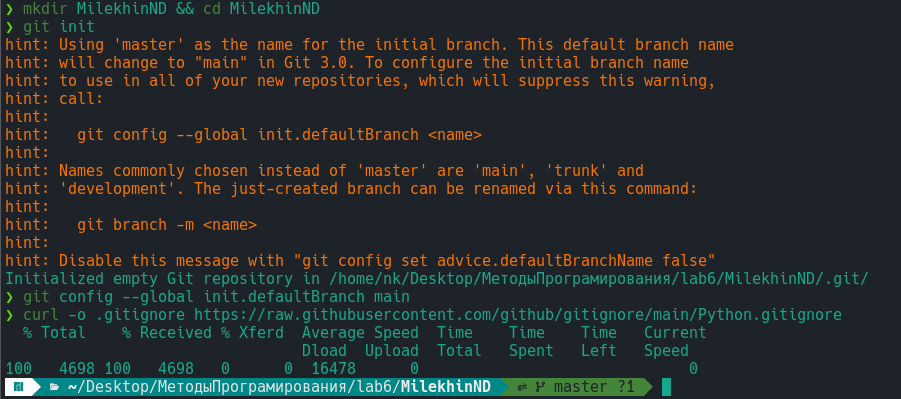 ❯ mkdir MilekhinND && cd MilekhinND
❯ git init
hint: Using 'master' as the name for the initial branch. This default branch name
hint: will change to "main" in Git 3.0. To configure the initial branch name
hint: to use in all of your new repositories, which will suppress this warning,
hint: call:
hint:
hint:   git config --global init.defaultBranch <name>
hint:
hint: Names commonly chosen instead of 'master' are 'main', 'trunk' and
hint: 'development'. The just-created branch can be renamed via this command:
hint:
hint:   git branch -m <name>
hint:
hint: Disable this message with "git config set advice.defaultBranchName false"
Initialized empty Git repository in /home/nk/Desktop/МетодыПрограмирования/lab6/MilekhinND/.git/
❯ git config --global init.defaultBranch main
❯ curl -o .gitignore https://raw.githubusercontent.com/github/gitignore/main/Python.gitignore
  % Total    % Received % Xferd  Average Speed  Time    Time    Time   Current
                                 Dload  Upload  Total   Spent   Left   Speed
100   4698 100   4698   0      0  16478      0                              0
~/Desktop/МетодыПрограмирования/lab6/MilekhinND  git master ?1